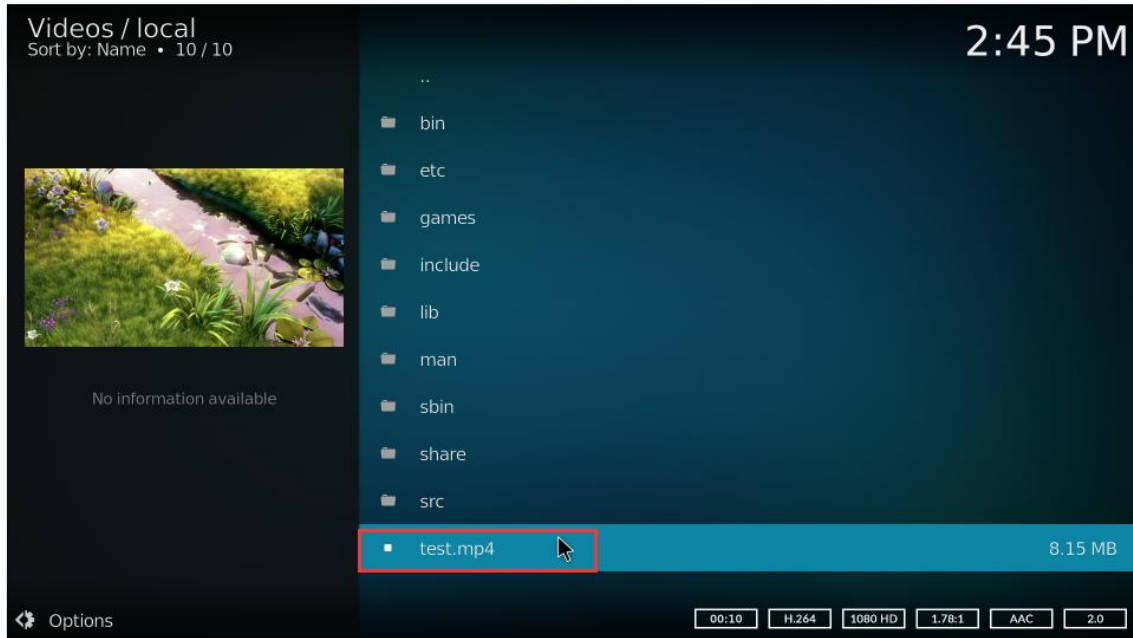 Videos / local
Sort by: Name • 10 / 10
2:45 PM
..
bin
etc
games
include
lib
man
sbin
share
src
test.mp4 8.15 MB
No information available
Options
00:10 H.264 1080 HD 1.78:1 AAC 2.0